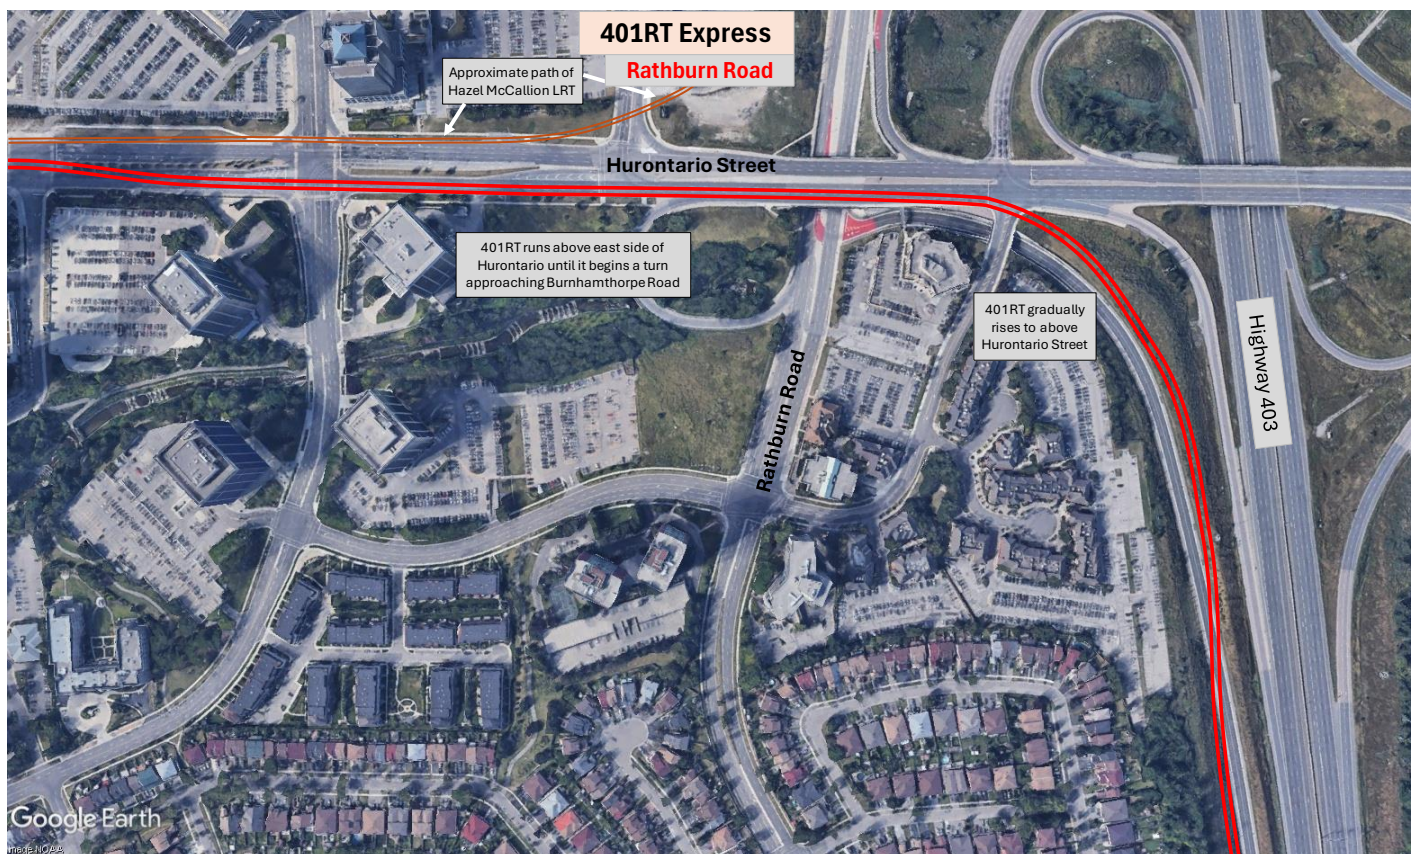 401RT Express
Rathburn Road
Approximate path of
Hazel McCallion LRT
Hurontario Street
401RT runs above east side of
Hurontario until it begins a turn
approaching Burnhamthorpe Road
401RT gradually
rises to above
Hurontario Street
Highway 403
Rathburn Road
Google Earth
Image NOAA